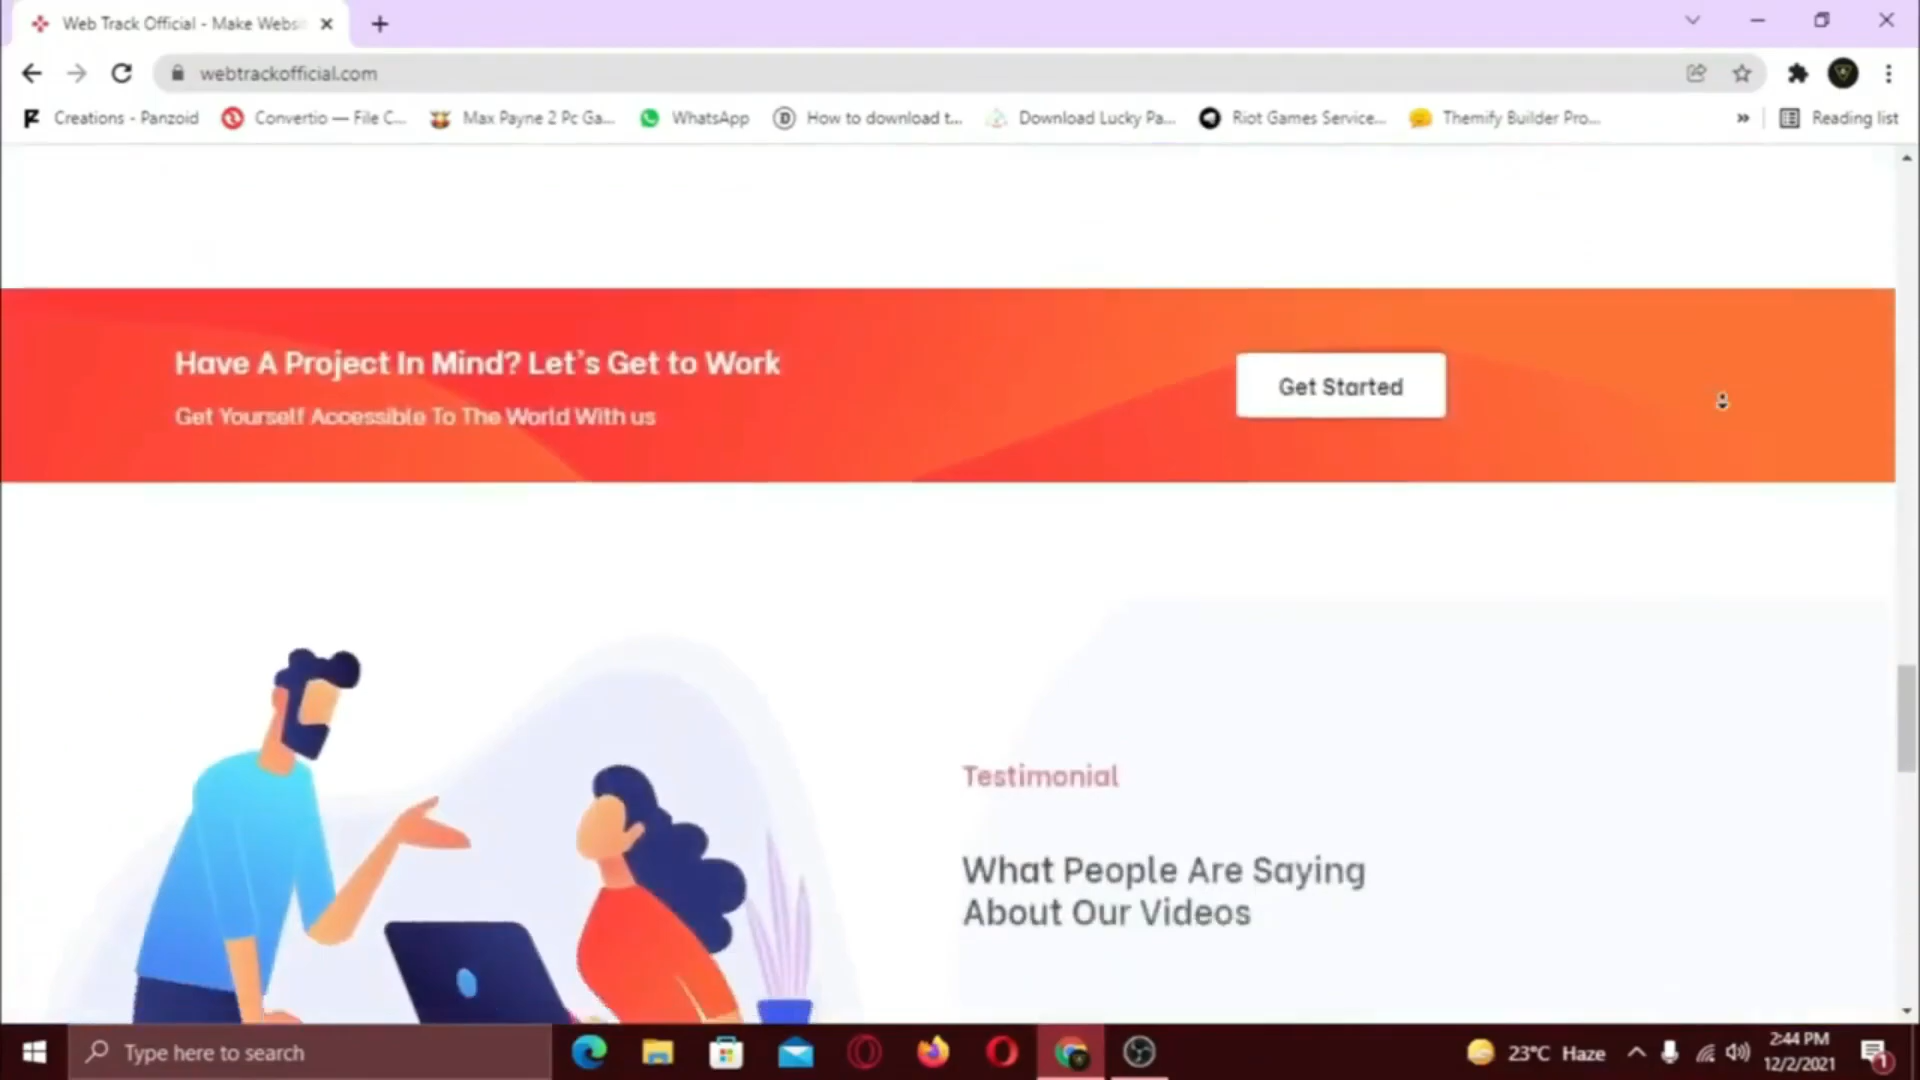 Web Track Official - Make Websi
webtrackofficial.com
Creations - Panzoid
Convertio — File C...
Max Payne 2 Pc Ga...
WhatsApp
How to download t...
Download Lucky Pa...
Riot Games Service...
Themify Builder Pro...
»
Reading list
Have A Project In Mind? Let's Get to Work
Get Yourself Accessible To The World With us
Get Started
Testimonial
What People Are Saying
About Our Videos
Type here to search
23°C Haze
2:44 PM
12/2/2021
1